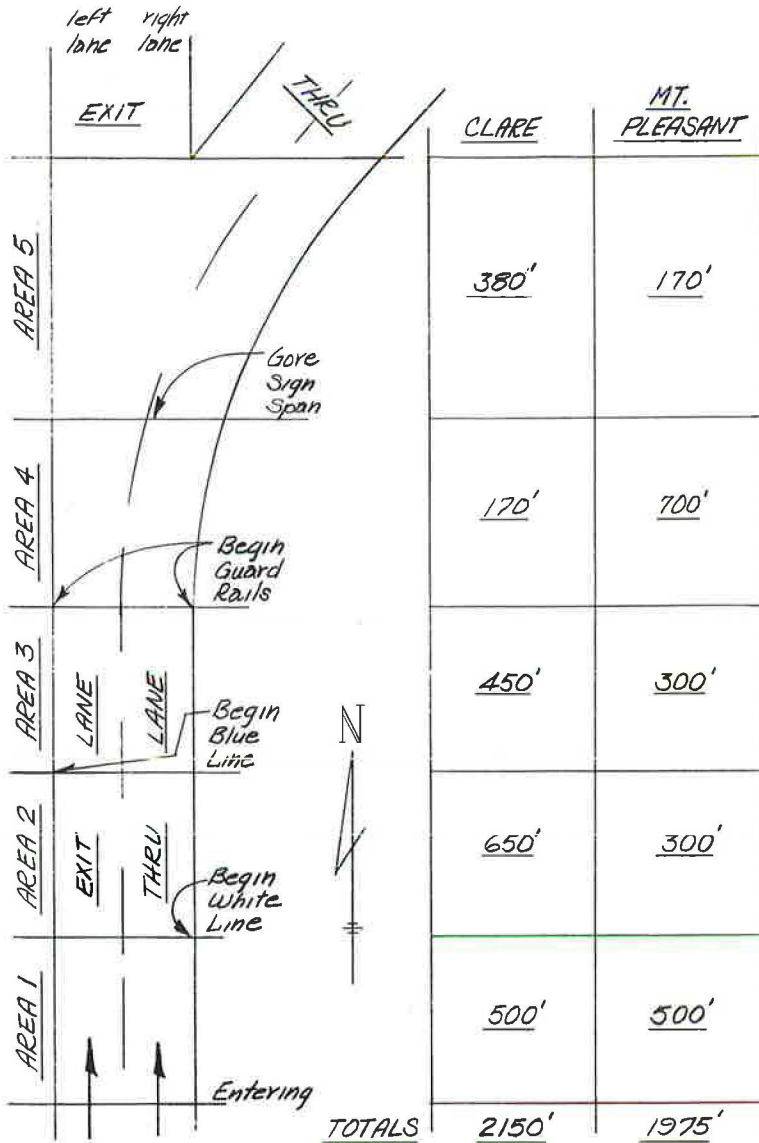 left right
lane lane
EXIT
THRU
CLARE
MT.
PLEASANT
AREA 5
380'
170'
Gore
Sign
Span
AREA 4
170'
700'
Begin
Guard
Rails
AREA 3
LANE
LANE
450'
300'
Begin
Blue
Line
N
AREA 2
EXIT
THRU
650'
300'
Begin
White
Line
AREA 1
500'
500'
Entering
TOTALS 2150' 1975'